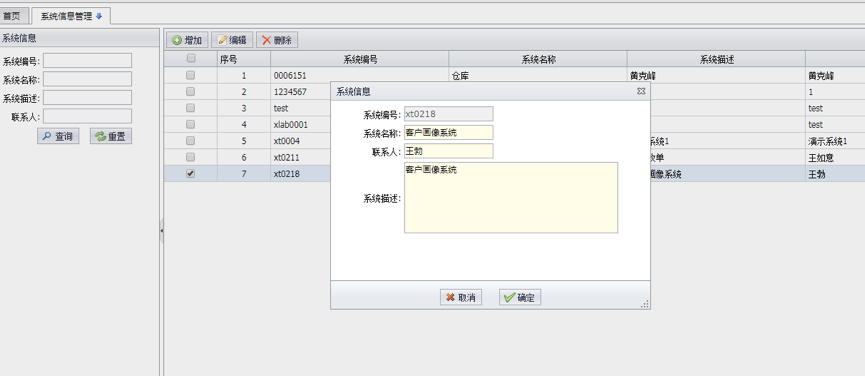 首页 系统信息管理
系统信息
系统编号:
系统名称:
系统描述:
联系人:
查询 重置
增加 编辑 删除
序号 系统编号 系统名称 系统描述
1 0006151 仓库 黄克峰 黄克峰
2 1234567 1
3 test test
4 xlab0001 test
5 xt0004 系统1 演示系统1
6 xt0211 单 王如意
7 xt0218 画像系统 王勃
系统信息
系统编号: xt0218
系统名称: 客户画像系统
联系人: 王勃
系统描述: 客户画像系统
取消 确定